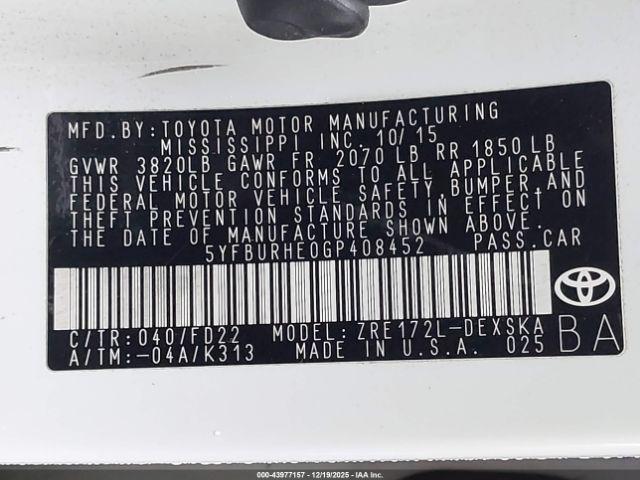 MFD. BY: TOYOTA MOTOR MANUFACTURING
MISSISSIPPI INC. 10/15
GVWR 3820LB GAWR FR 2070 LB RR 1850 LB
THIS VEHICLE CONFORMS TO ALL APPLICABLE
FEDERAL MOTOR VEHICLE SAFETY, BUMPER, AND
THEFT PREVENTION STANDARDS IN EFFECT ON
THE DATE OF MANUFACTURE SHOWN ABOVE.
5YFBURHE0GP408452 PASS.CAR
C/TR: 040/FD22 MODEL: ZRE172L-DEXSKA
A/TM: -04A/K313 MADE IN U.S.A. 025
BA
000-43977157 - 12/19/2025 - IAA Inc.